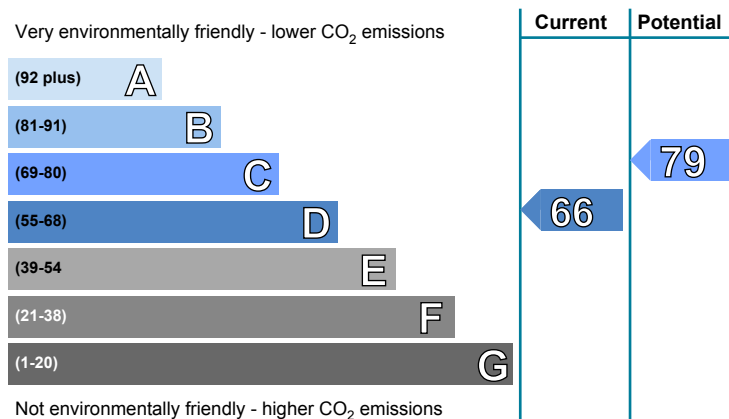 Current Potential
Very environmentally friendly - lower CO2 emissions
(92 plus) A
(81-91) B
(69-80) C 79
(55-68) D 66
(39-54 E
(21-38) F
(1-20) G
Not environmentally friendly - higher CO2 emissions